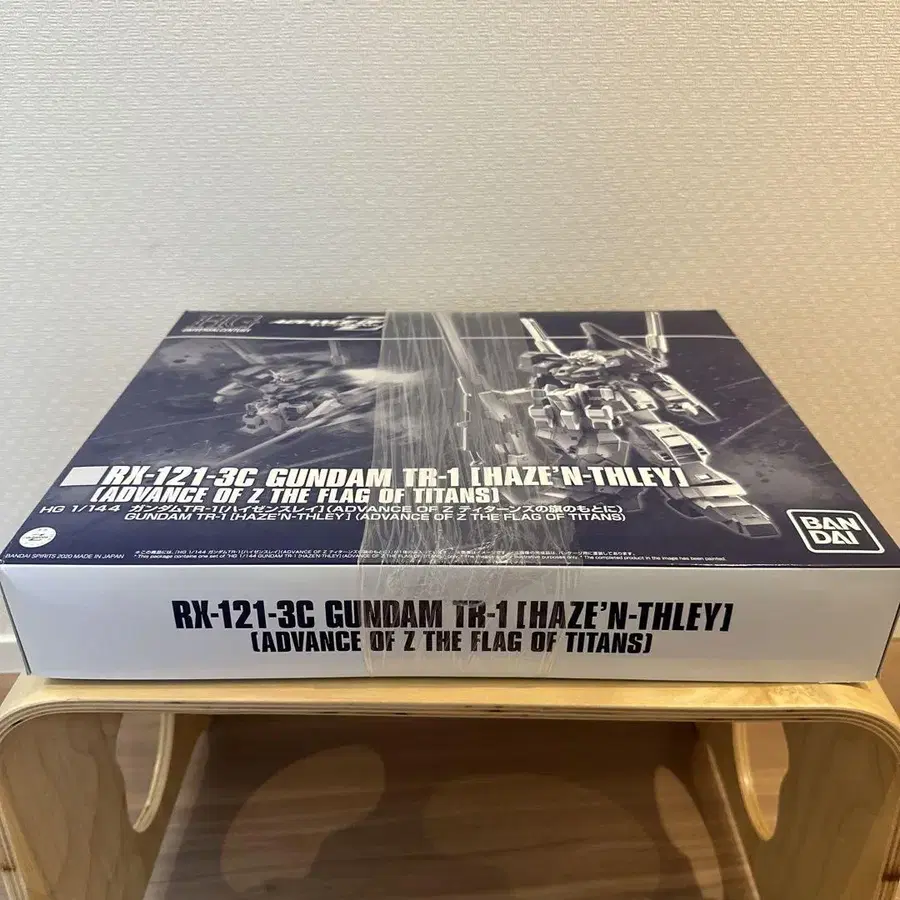 HG
UNIVERSAL CENTURY
RX-121-3C GUNDAM TR-1 [HAZE'N-THLEY]
(ADVANCE OF Z THE FLAG OF TITANS)
HG 1/144 ガンダムTR-1[ハイゼンスレイ](ADVANCE OF Z ティターンズの旗のもとに)
GUNDAM TR-1 [HAZE'N-THLEY] (ADVANCE OF Z THE FLAG OF TITANS)
BAN
DAI
BANDAI SPIRITS 2020 MADE IN JAPAN
RX-121-3C GUNDAM TR-1 [HAZE'N-THLEY]
(ADVANCE OF Z THE FLAG OF TITANS)